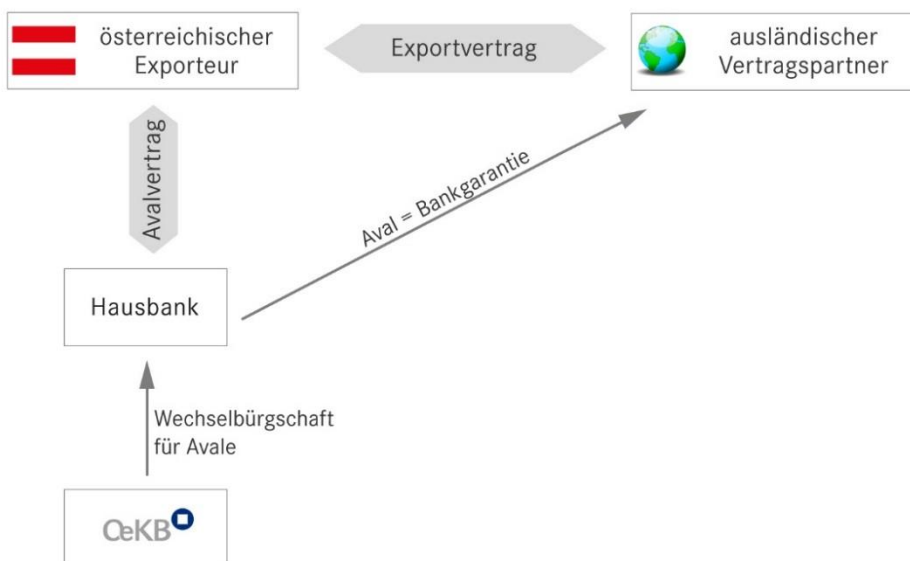 österreichischer
Exporteur
Exportvertrag
ausländischer
Vertragspartner
Avalvertrag
Aval = Bankgarantie
Hausbank
Wechselbürgschaft
für Avale
OeKB